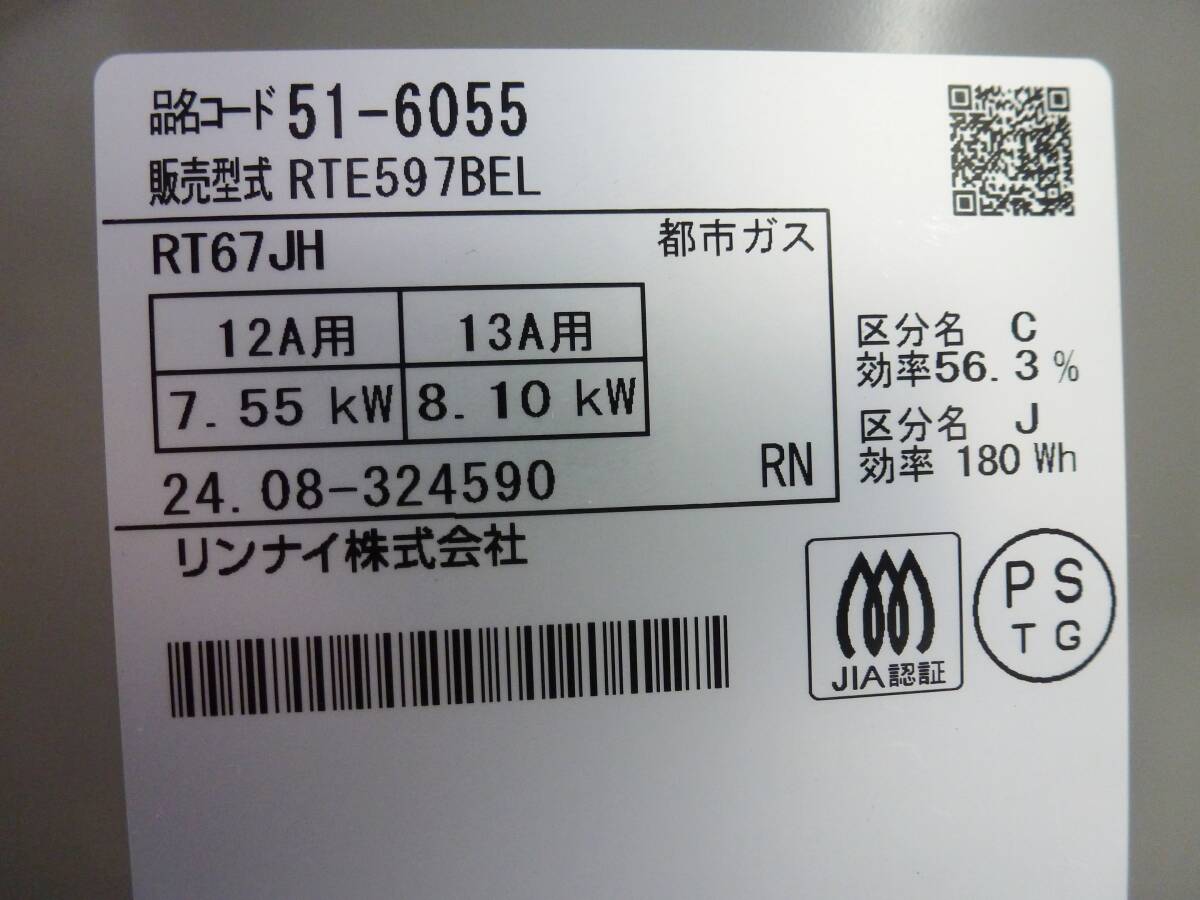 品名コード 51-6055
販売型式 RTE597BEL
RT67JH 都市ガス
12A用 13A用
7.55 kW 8.10 kW
24.08-324590 RN
リンナイ株式会社
区分名 C
効率56.3%
区分名 J
効率 180 Wh
JIA認証
PS
TG